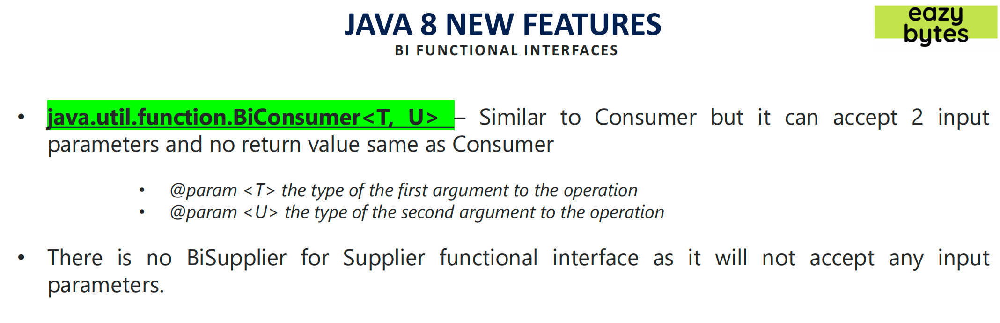 JAVA 8 NEW FEATURES
BI FUNCTIONAL INTERFACES
eazy
bytes
• java.util.function.BiConsumer<T, U> – Similar to Consumer but it can accept 2 input
parameters and no return value same as Consumer
• @param <T> the type of the first argument to the operation
• @param <U> the type of the second argument to the operation
• There is no BiSupplier for Supplier functional interface as it will not accept any input
parameters.